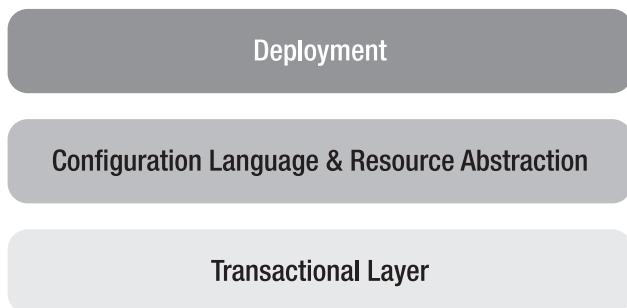 Deployment
Configuration Language & Resource Abstraction
Transactional Layer